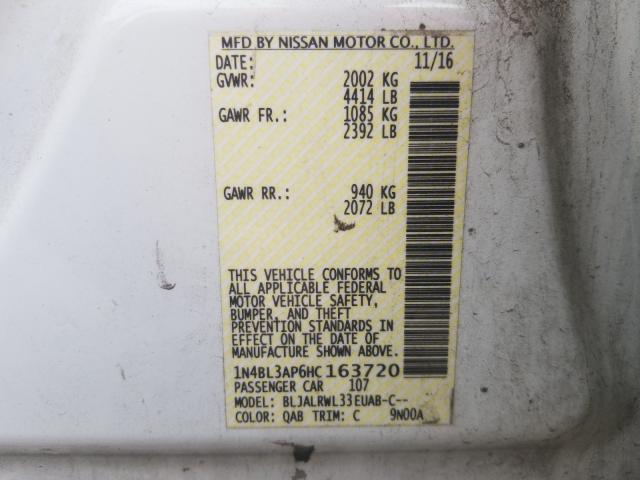 MFD BY NISSAN MOTOR CO., LTD.
DATE: 11/16
GVWR: 2002 KG
4414 LB
GAWR FR.: 1085 KG
2392 LB
GAWR RR.: 940 KG
2072 LB
THIS VEHICLE CONFORMS TO
ALL APPLICABLE FEDERAL
MOTOR VEHICLE SAFETY,
BUMPER, AND THEFT
PREVENTION STANDARDS IN
EFFECT ON THE DATE OF
MANUFACTURE SHOWN ABOVE.
1N4BL3AP6HC163720
PASSENGER CAR 107
MODEL: BLJALRWL33EUAB-C--
COLOR: QAB TRIM: C 9N00A